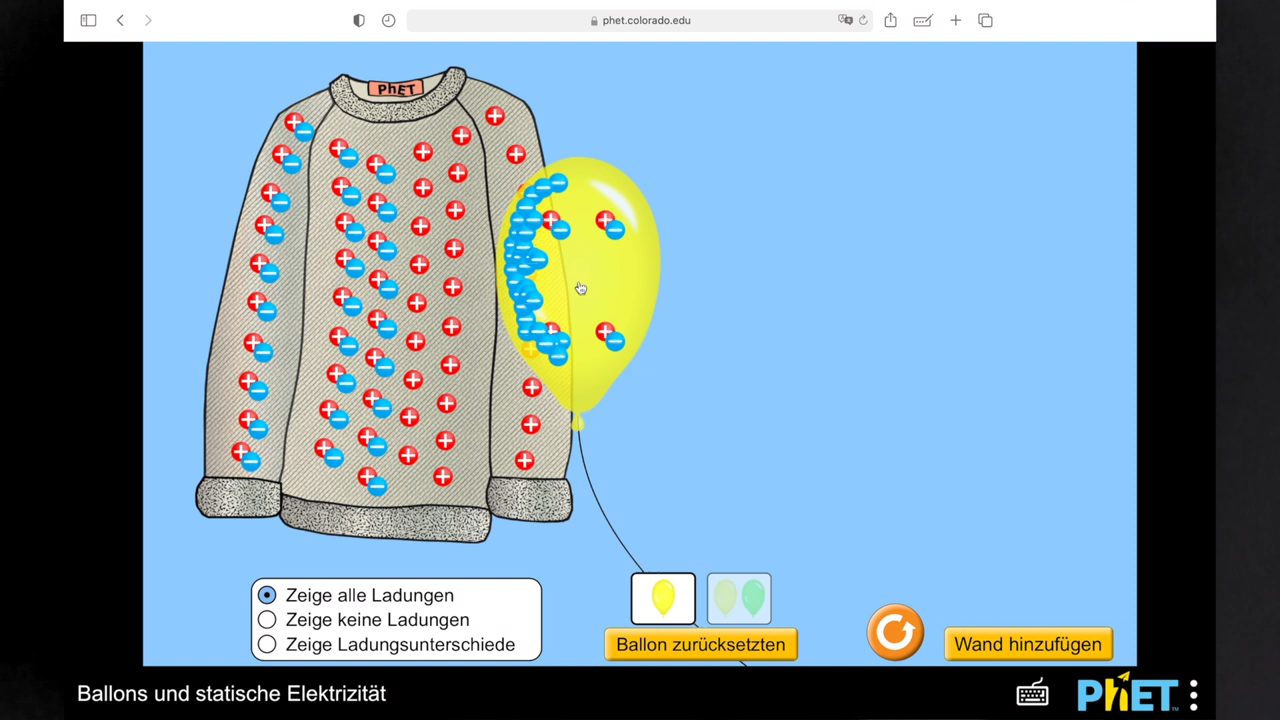 phet.colorado.edu
PhET
Zeige alle Ladungen
Zeige keine Ladungen
Zeige Ladungsunterschiede
Ballon zurücksetzten
Wand hinzufügen
Ballons und statische Elektrizität
PhET